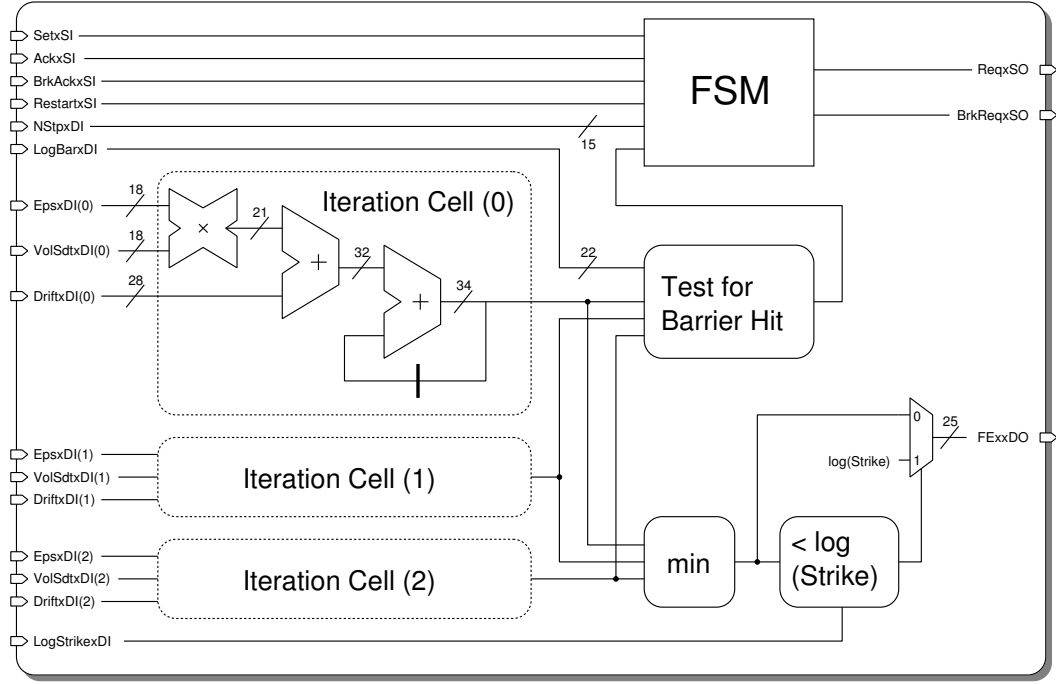 SetxSI
AckxSI
BrkAckxSI
RestartxSI
NStpxDI
15
LogBarxDI
FSM
ReqxSO
BrkReqxSO
Iteration Cell (0)
EpsxDI(0)
18
×
21
VolSdtxDI(0)
18
DriftxDI(0)
28
+
32
+
34
22
Test for
Barrier Hit
EpsxDI(1)
VolSdtxDI(1)
DriftxDI(1)
Iteration Cell (1)
0
1
log(Strike)
25
FExxDO
EpsxDI(2)
VolSdtxDI(2)
DriftxDI(2)
Iteration Cell (2)
min
< log
(Strike)
LogStrikexDI